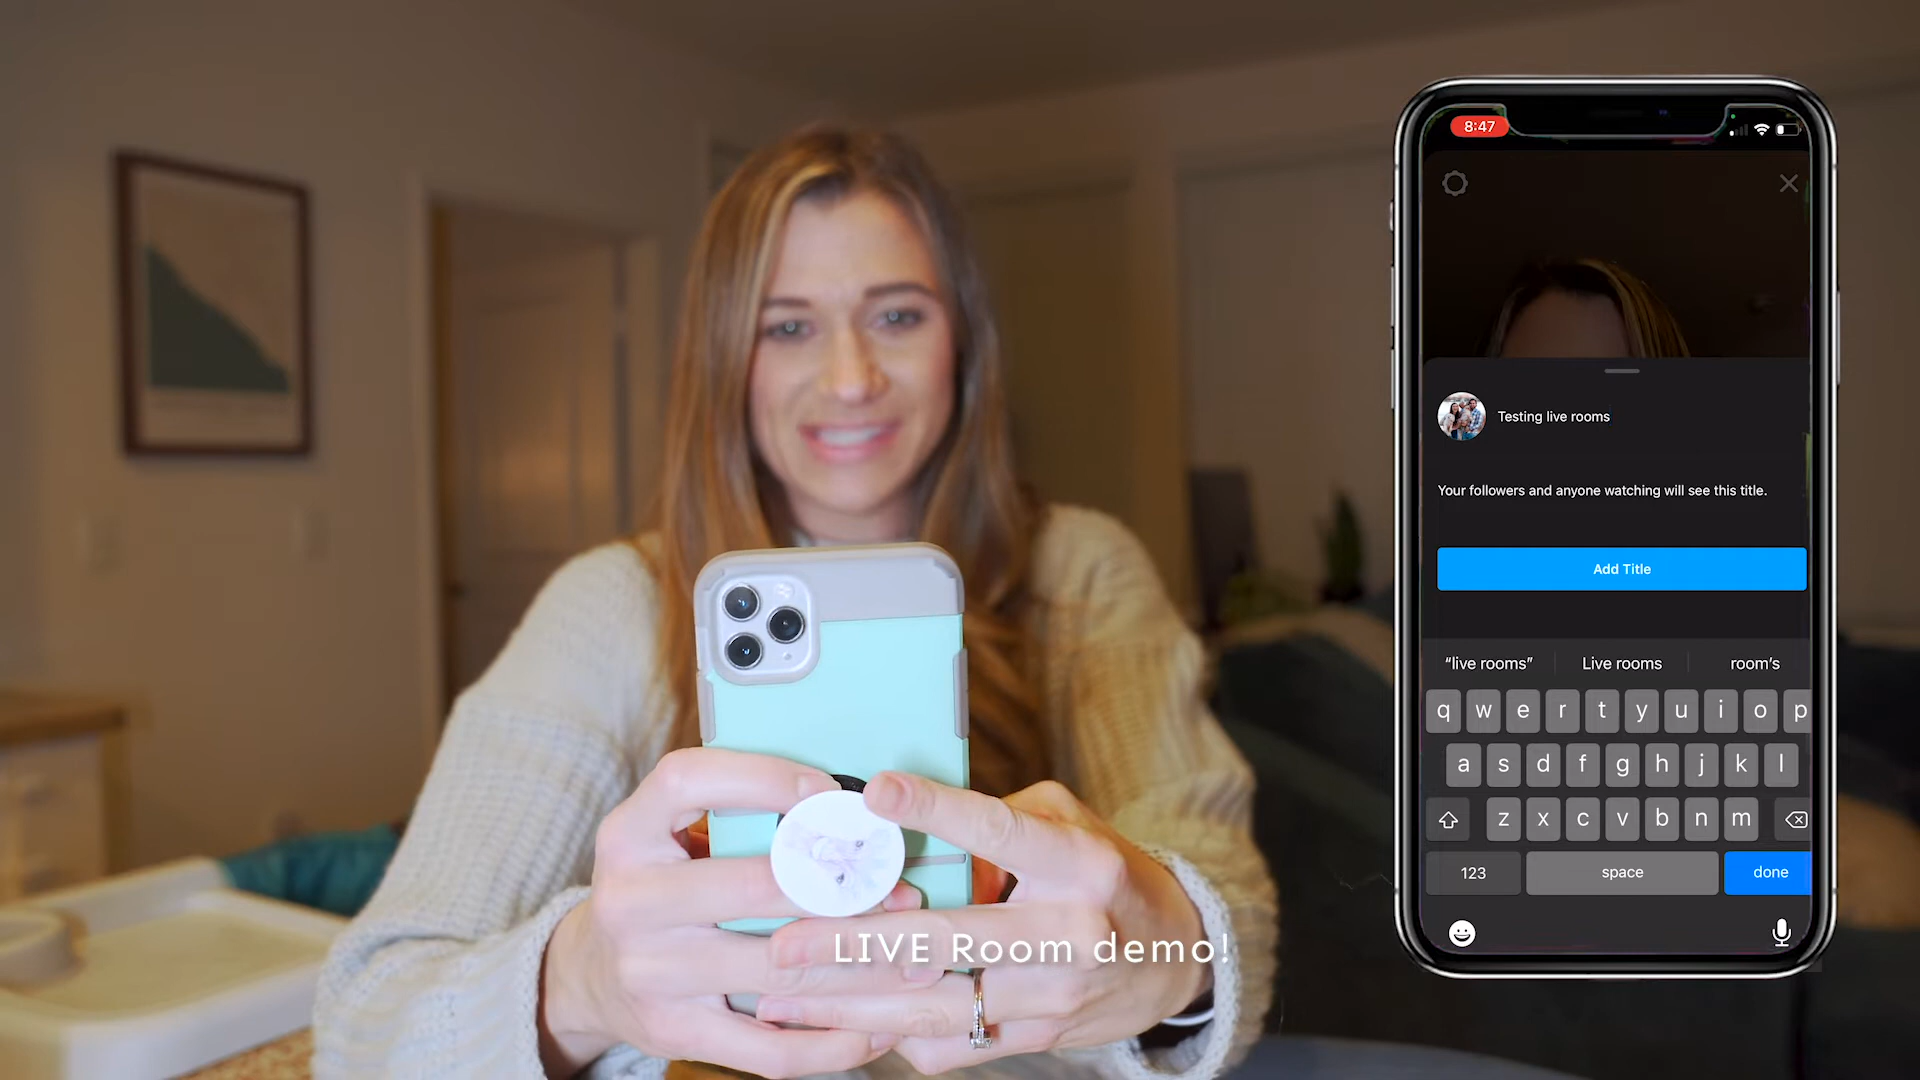 8:47
Testing live rooms
Your followers and anyone watching will see this title.
Add Title
“live rooms” Live rooms room's
q w e r t y u i o p
a s d f g h j k l
z x c v b n m
123 space done
LIVE Room demo!